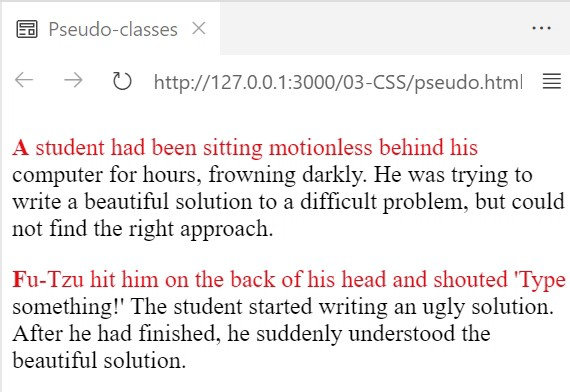 Pseudo-classes
http://127.0.0.1:3000/03-CSS/pseudo.html
A student had been sitting motionless behind his
computer for hours, frowning darkly. He was trying to
write a beautiful solution to a difficult problem, but could
not find the right approach.
Fu-Tzu hit him on the back of his head and shouted 'Type
something!' The student started writing an ugly solution.
After he had finished, he suddenly understood the
beautiful solution.